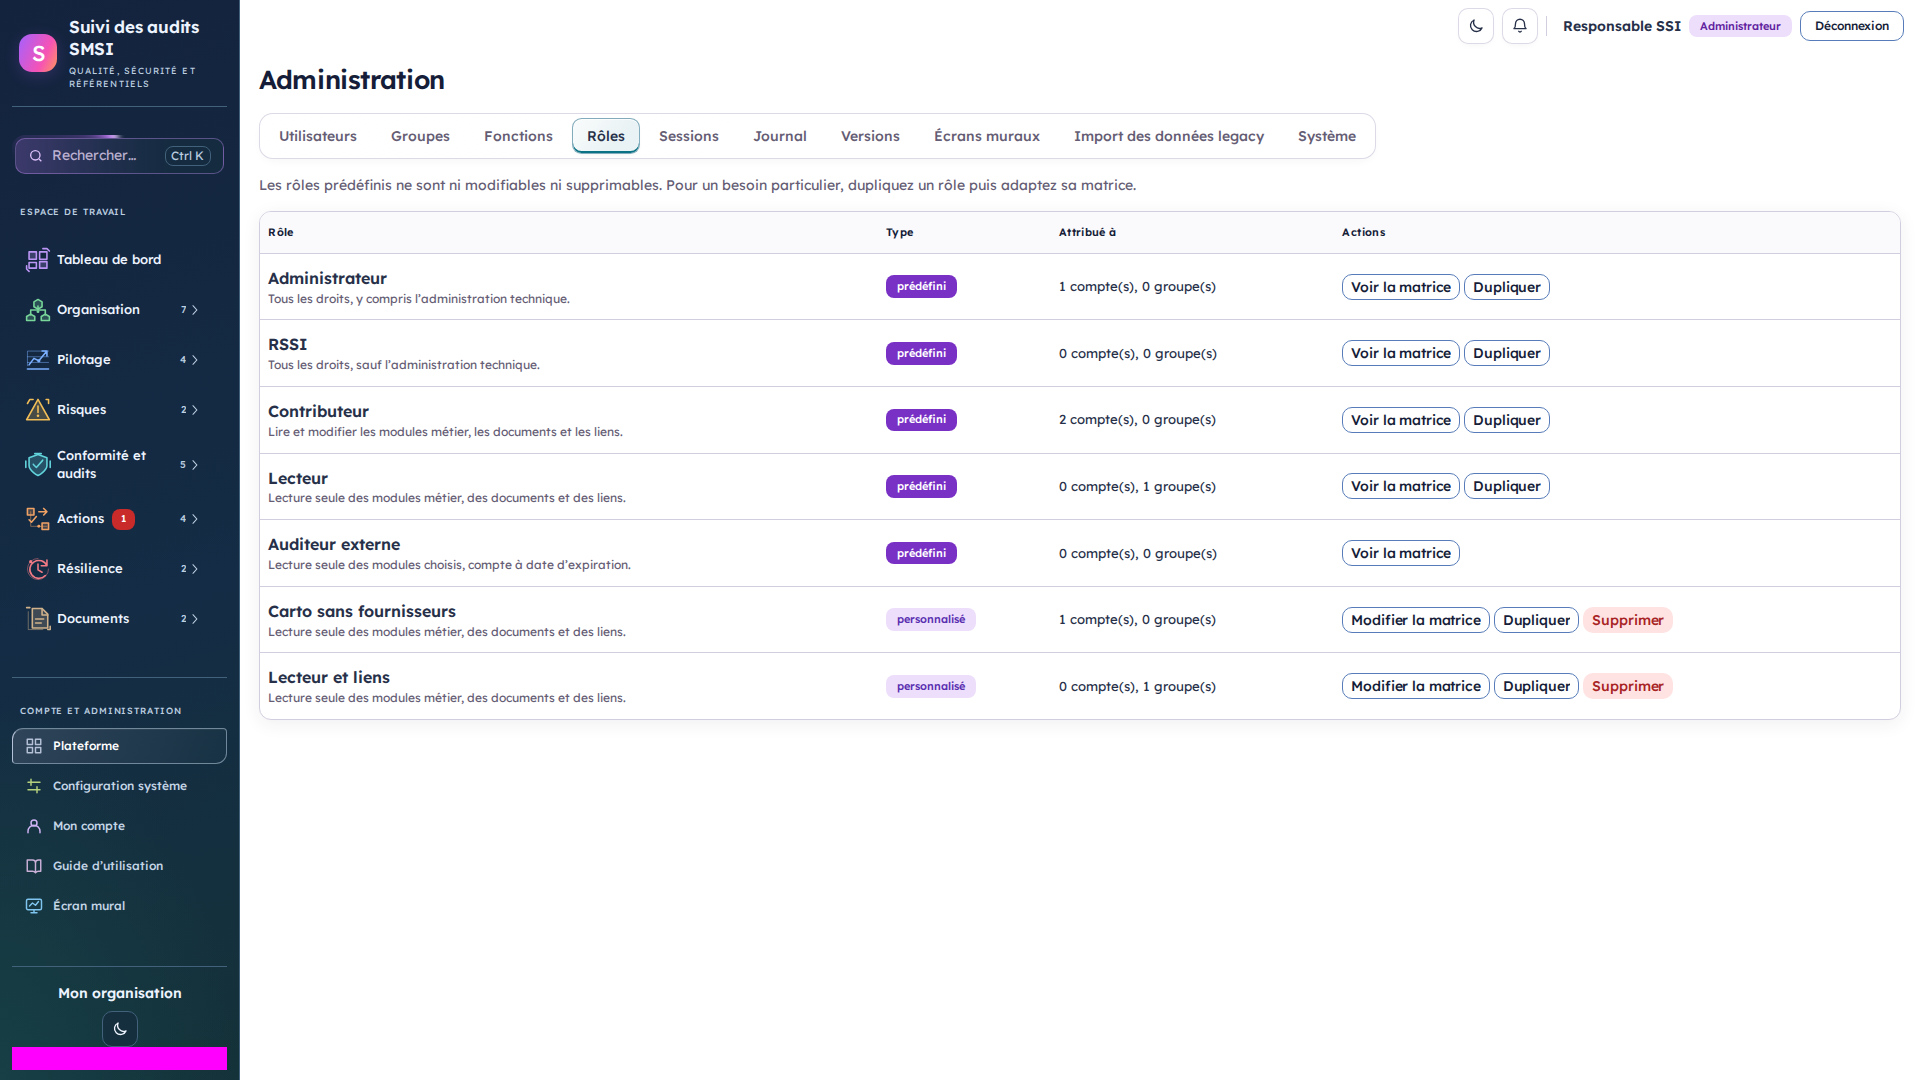 S
Suivi des audits
SMSI
QUALITÉ, SÉCURITÉ ET
RÉFÉRENTIELS
Rechercher...
Ctrl K
ESPACE DE TRAVAIL
Tableau de bord
Organisation 7
Pilotage 4
Risques 2
Conformité et
audits 5
Actions 1 4
Résilience 2
Documents 2
COMPTE ET ADMINISTRATION
Plateforme
Configuration système
Mon compte
Guide d'utilisation
Écran mural
Mon organisation
Responsable SSI Administrateur Déconnexion
Administration
Utilisateurs Groupes Fonctions Rôles Sessions Journal Versions Écrans muraux Import des données legacy Système
Les rôles prédéfinis ne sont ni modifiables ni supprimables. Pour un besoin particulier, dupliquez un rôle puis adaptez sa matrice.
Rôle Type Attribué à Actions
Administrateur
Tous les droits, y compris l'administration technique.
prédéfini 1 compte(s), 0 groupe(s) Voir la matrice Dupliquer
RSSI
Tous les droits, sauf l'administration technique.
prédéfini 0 compte(s), 0 groupe(s) Voir la matrice Dupliquer
Contributeur
Lire et modifier les modules métier, les documents et les liens.
prédéfini 2 compte(s), 0 groupe(s) Voir la matrice Dupliquer
Lecteur
Lecture seule des modules métier, des documents et des liens.
prédéfini 0 compte(s), 1 groupe(s) Voir la matrice Dupliquer
Auditeur externe
Lecture seule des modules choisis, compte à date d'expiration.
prédéfini 0 compte(s), 0 groupe(s) Voir la matrice
Carto sans fournisseurs
Lecture seule des modules métier, des documents et des liens.
personnalisé 1 compte(s), 0 groupe(s) Modifier la matrice Dupliquer Supprimer
Lecteur et liens
Lecture seule des modules métier, des documents et des liens.
personnalisé 0 compte(s), 1 groupe(s) Modifier la matrice Dupliquer Supprimer